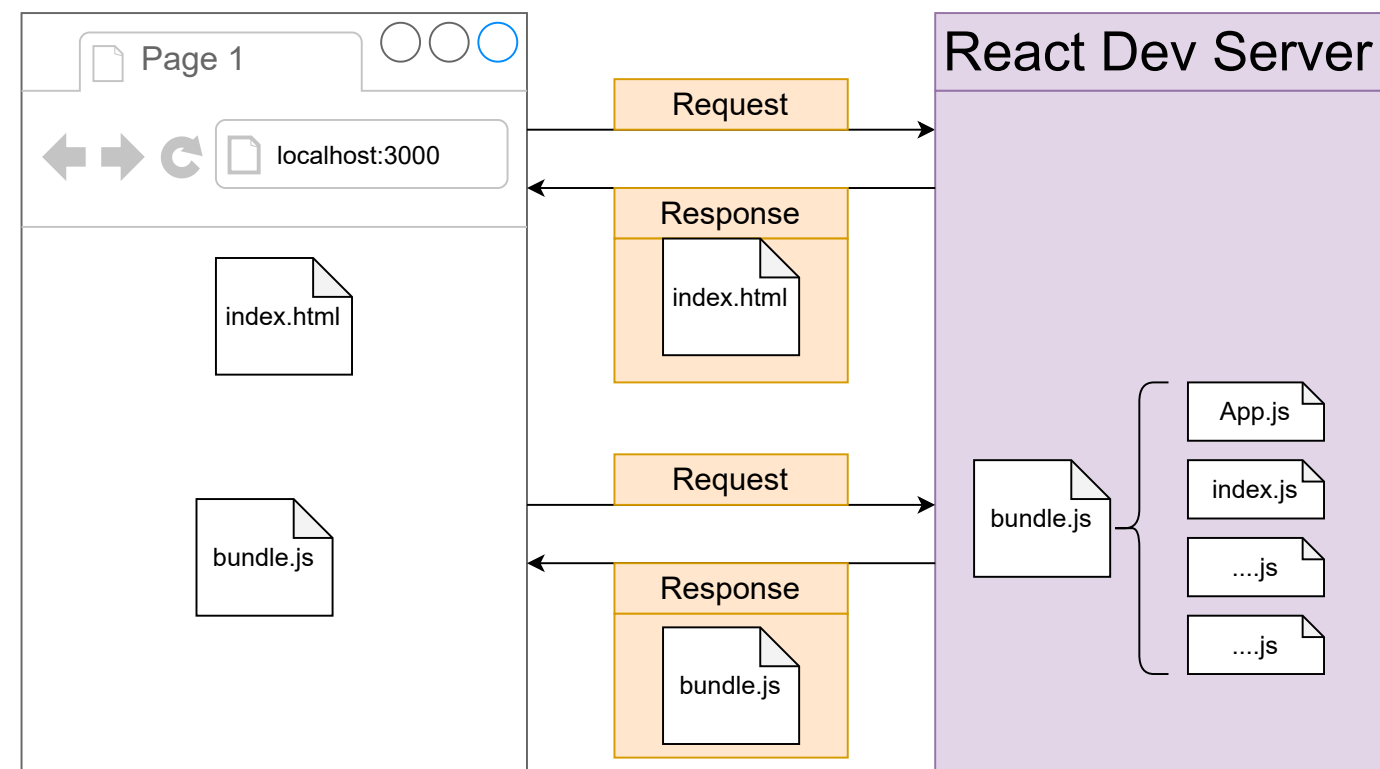 Page 1
localhost:3000
index.html
bundle.js
Request
Response
index.html
Request
Response
bundle.js
React Dev Server
bundle.js
App.js
index.js
....js
....js